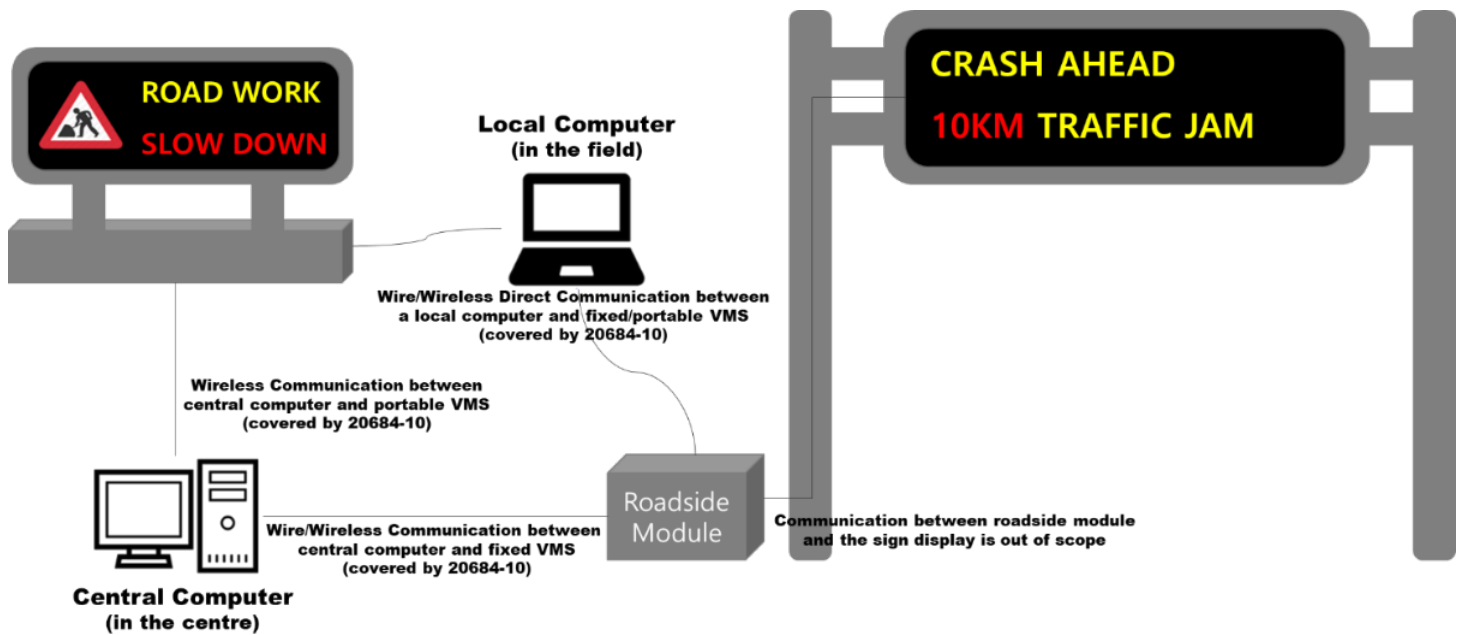 ROAD WORK
SLOW DOWN
CRASH AHEAD
10KM TRAFFIC JAM
Local Computer
(in the field)
Wire/Wireless Direct Communication between
a local computer and fixed/portable VMS
(covered by 20684-10)
Wireless Communication between
central computer and portable VMS
(covered by 20684-10)
Roadside
Module
Wire/Wireless Communication between
central computer and fixed VMS
(covered by 20684-10)
Communication between roadside module
and the sign display is out of scope
Central Computer
(in the centre)